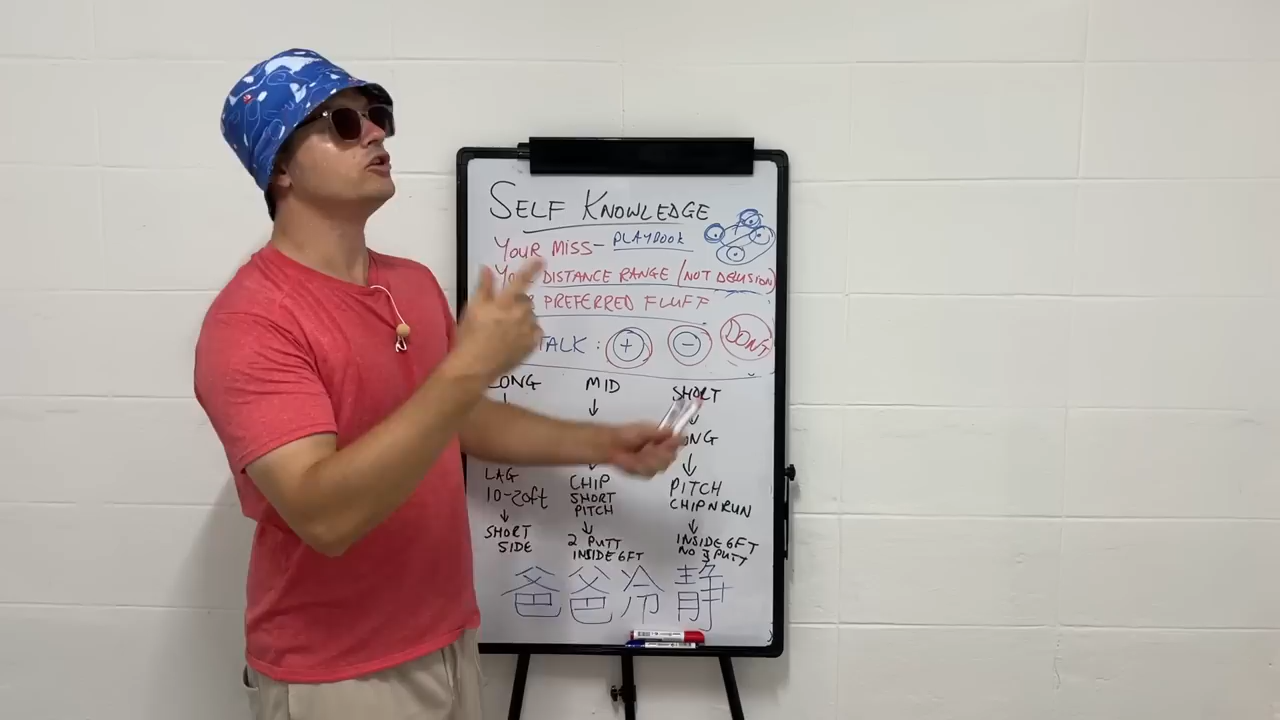 SELF KNOWLEDGE
YOUR MISS - PLAYBOOK
DISTANCE RANGE (NOT DELUSION)
PREFERRED FLUFF
TALK : + - DONT
LONG MID SHORT
LAG
10-20ft
SHORT
SIDE
CHIP
SHORT
PITCH
2 PUTT
INSIDE 6FT
PITCH
CHIP N RUN
INSIDE 6FT
NO 3 PUTT
爸爸冷静